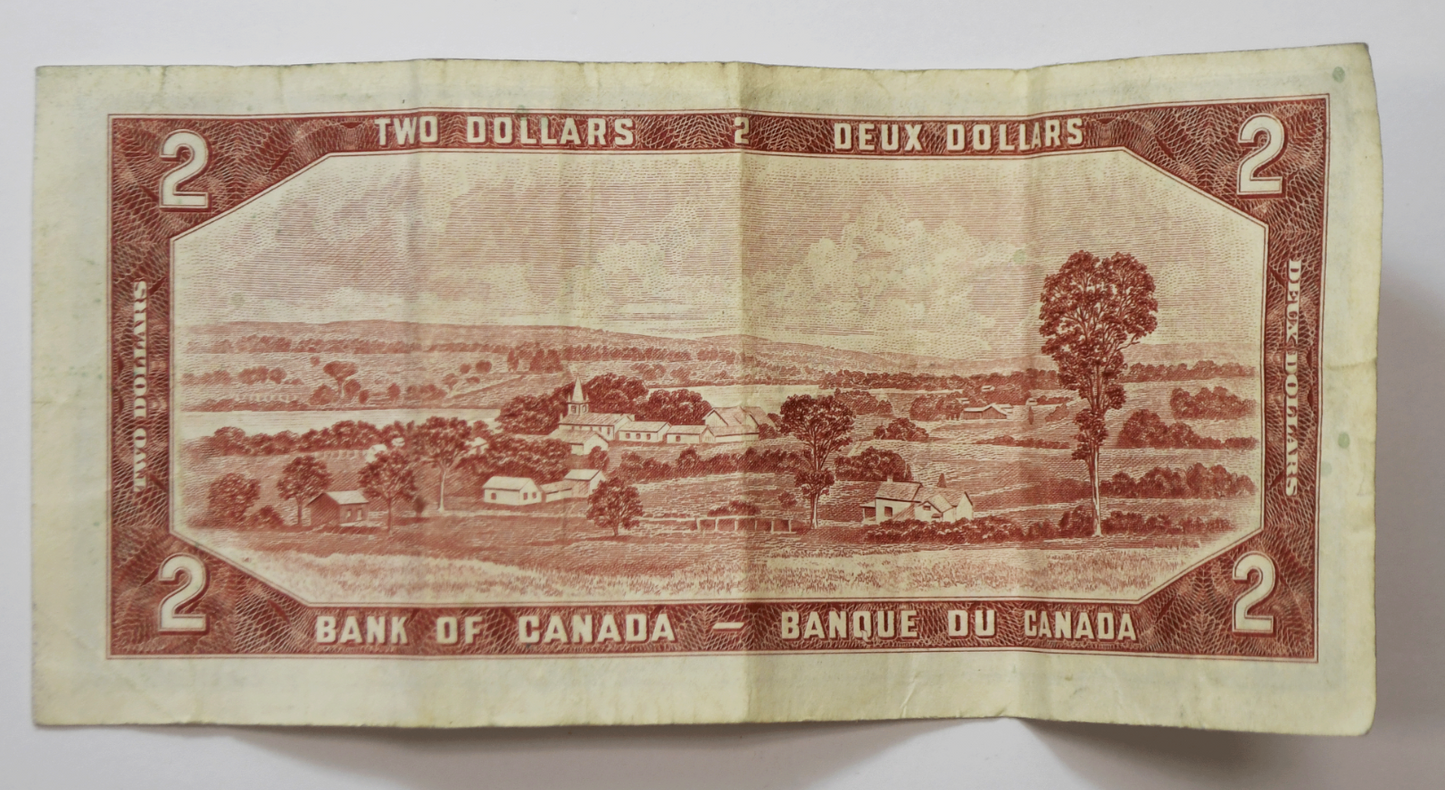 2 TWO DOLLARS 2 DEUX DOLLARS 2
TWO DOLLARS
DEUX DOLLARS
2 BANK OF CANADA — BANQUE DU CANADA 2